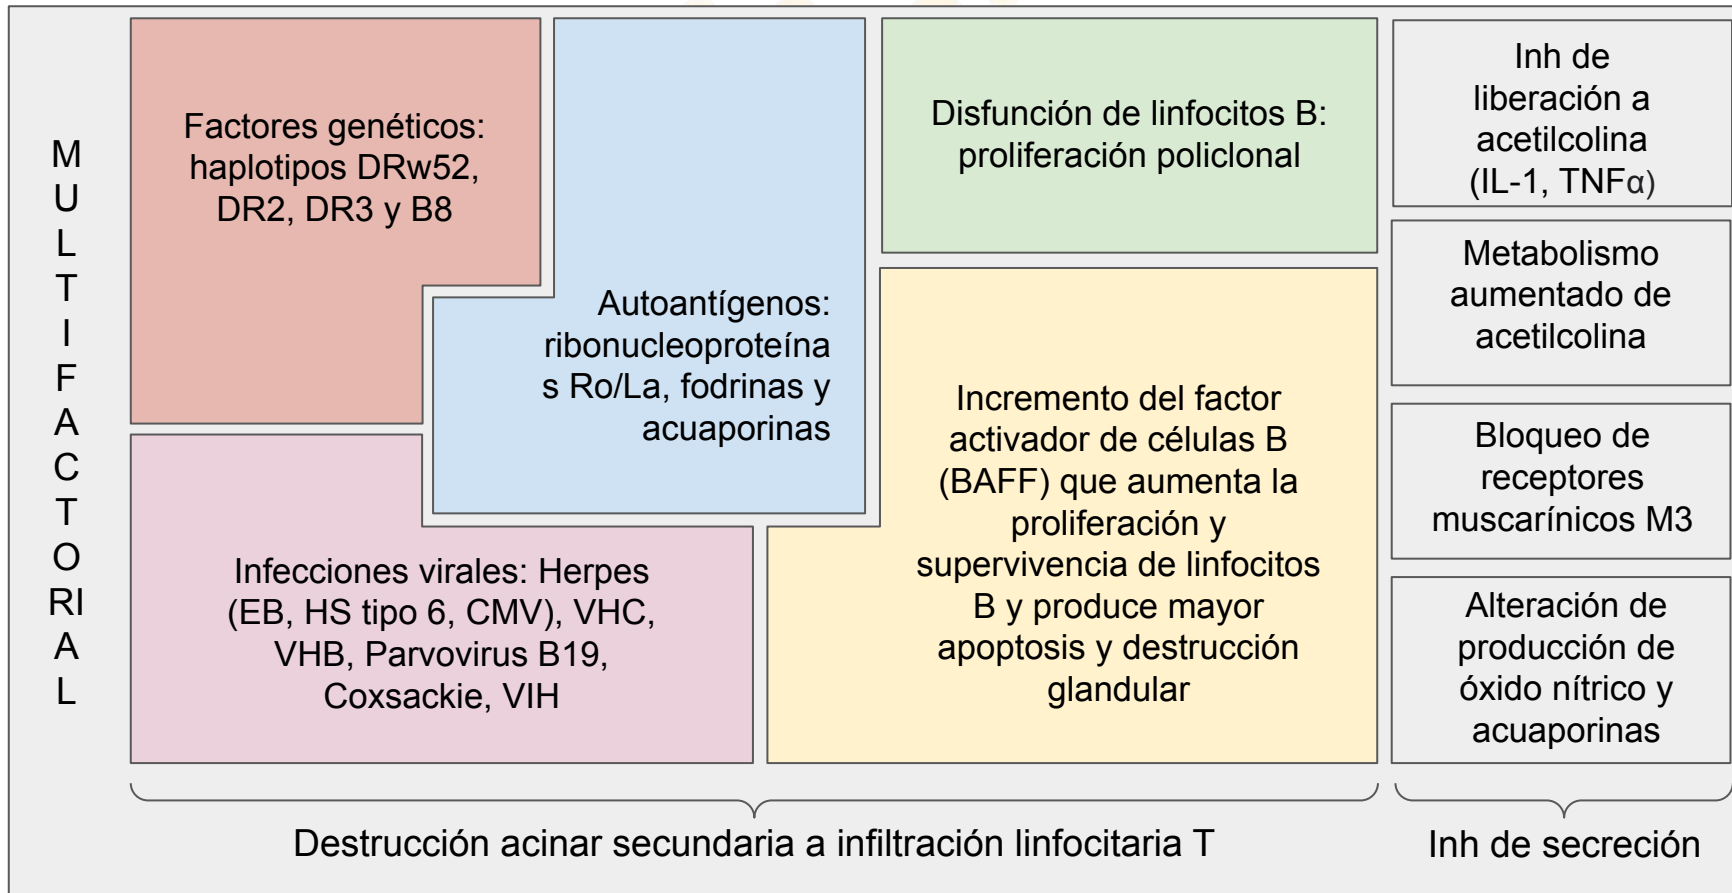 M
U
L
T
I
F
A
C
T
O
RI
A
L
Factores genéticos:
haplotipos DRw52,
DR2, DR3 y B8
Autoantígenos:
ribonucleoproteína
s Ro/La, fodrinas y
acuaporinas
Disfunción de linfocitos B:
proliferación policlonal
Infecciones virales: Herpes
(EB, HS tipo 6, CMV), VHC,
VHB, Parvovirus B19,
Coxsackie, VIH
Incremento del factor
activador de células B
(BAFF) que aumenta la
proliferación y
supervivencia de linfocitos
B y produce mayor
apoptosis y destrucción
glandular
Inh de
liberación a
acetilcolina
(IL-1, TNFα)
Metabolismo
aumentado de
acetilcolina
Bloqueo de
receptores
muscarínicos M3
Alteración de
producción de
óxido nítrico y
acuaporinas
Destrucción acinar secundaria a infiltración linfocitaria T
Inh de secreción